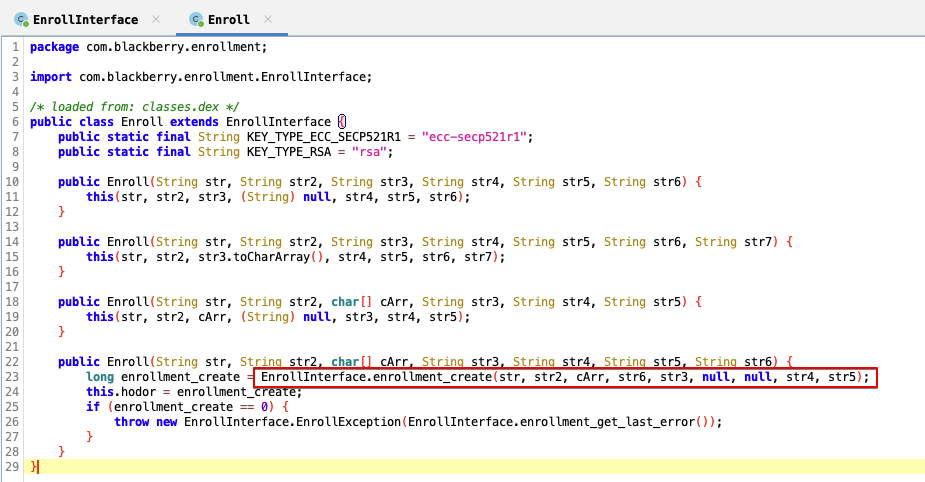 EnrollInterface × Enroll ×
1 package com.blackberry.enrollment;
2
3 import com.blackberry.enrollment.EnrollInterface;
4
5 /* loaded from: classes.dex */
6 public class Enroll extends EnrollInterface {
7 public static final String KEY_TYPE_ECC_SECP521R1 = "ecc-secp521r1";
8 public static final String KEY_TYPE_RSA = "rsa";
9
10 public Enroll(String str, String str2, String str3, String str4, String str5, String str6) {
11 this(str, str2, str3, (String) null, str4, str5, str6);
12 }
13
14 public Enroll(String str, String str2, String str3, String str4, String str5, String str6, String str7) {
15 this(str, str2, str3.toCharArray(), str4, str5, str6, str7);
16 }
17
18 public Enroll(String str, String str2, char[] cArr, String str3, String str4, String str5) {
19 this(str, str2, cArr, (String) null, str3, str4, str5);
20 }
21
22 public Enroll(String str, String str2, char[] cArr, String str3, String str4, String str5, String str6) {
23 long enrollment_create = EnrollInterface.enrollment_create(str, str2, cArr, str6, str3, null, null, str4, str5);
24 this.hodor = enrollment_create;
25 if (enrollment_create == 0) {
26 throw new EnrollInterface.EnrollException(EnrollInterface.enrollment_get_last_error());
27 }
28 }
29 }